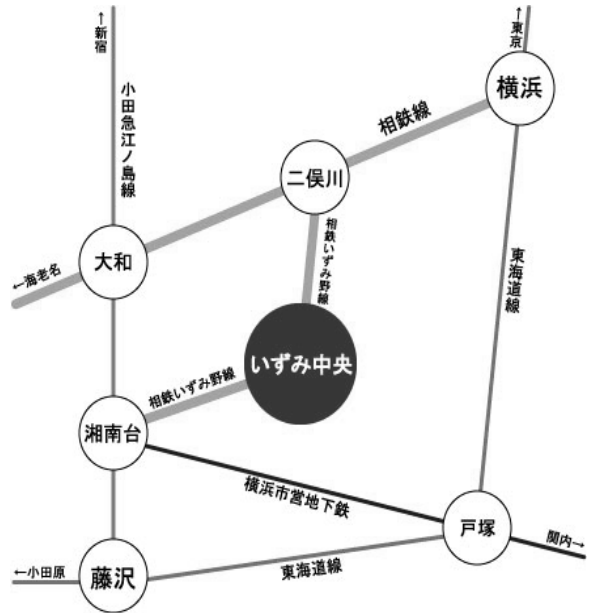 ←新宿
←東京
小田急江ノ島線
横浜
相鉄線
二俣川
相鉄いずみ野線
大和
←海老名
東海道線
いずみ中央
相鉄いずみ野線
湘南台
横浜市営地下鉄
戸塚
関内→
藤沢
←小田原
東海道線